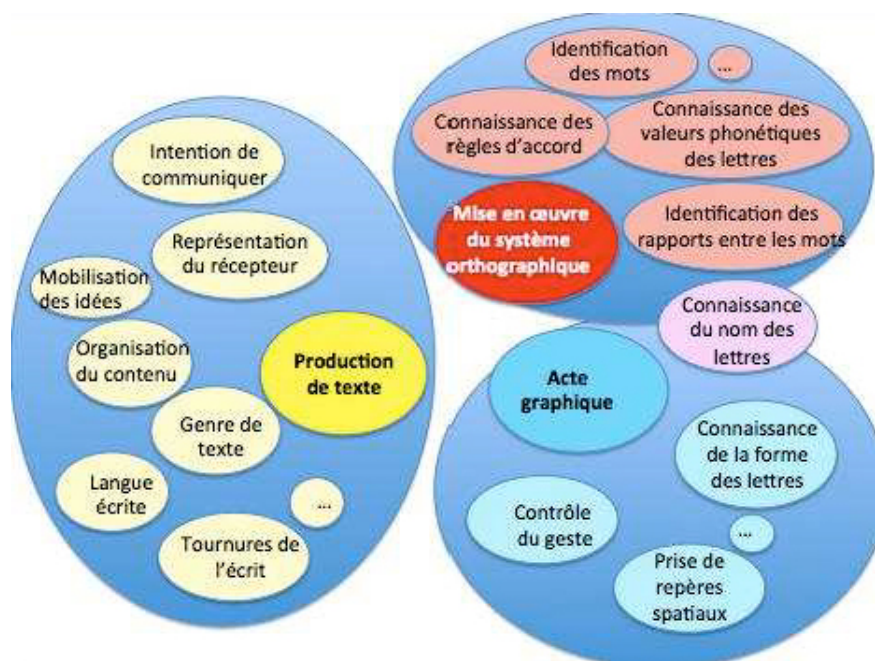 Intention de
communiquer
Représentation
du récepteur
Mobilisation
des idées
Organisation
du contenu
Production
de texte
Genre de
texte
Langue
écrite
...
Tournures de
l'écrit
Identification
des mots
...
Connaissance des
règles d'accord
Connaissance des
valeurs phonétiques
des lettres
Mise en œuvre
du système
orthographique
Identification des
rapports entre les mots
Connaissance
du nom des
lettres
Acte
graphique
Connaissance
de la forme
des lettres
Contrôle
du geste
...
Prise de
repères
spatiaux